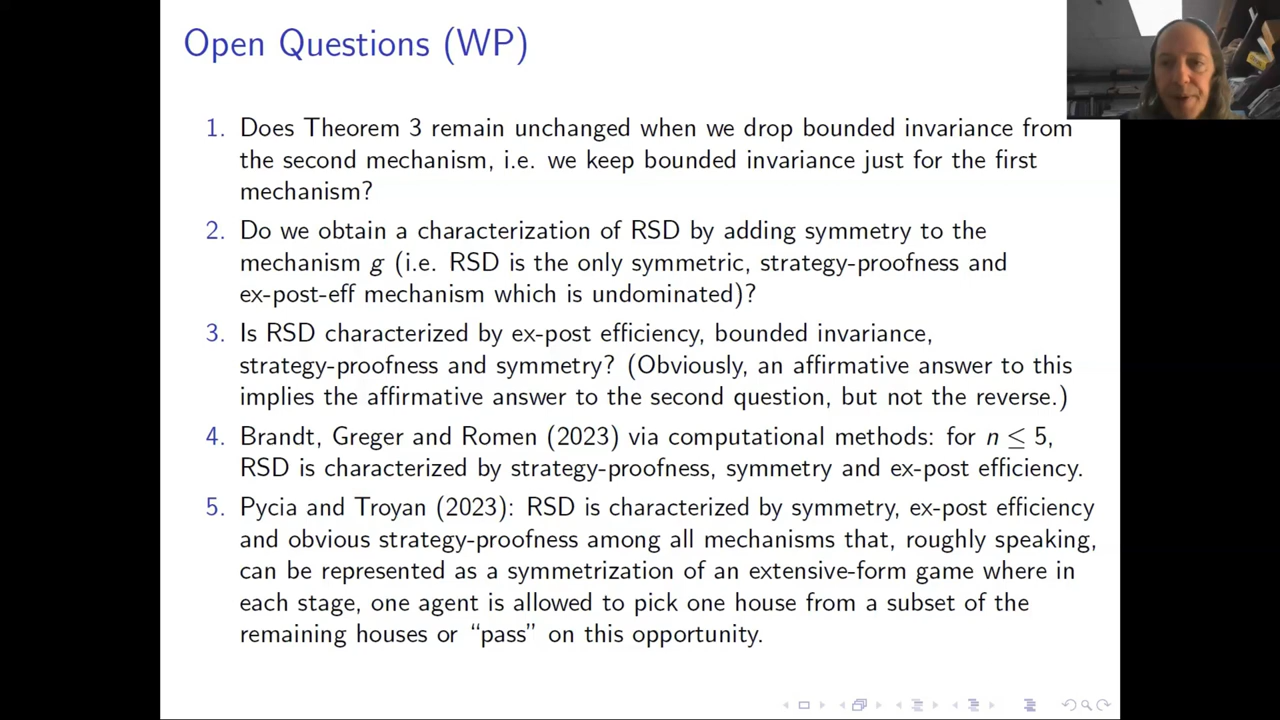 Open Questions (WP)
1. Does Theorem 3 remain unchanged when we drop bounded invariance from
the second mechanism, i.e. we keep bounded invariance just for the first
mechanism?
2. Do we obtain a characterization of RSD by adding symmetry to the
mechanism g (i.e. RSD is the only symmetric, strategy-proofness and
ex-post-eff mechanism which is undominated)?
3. Is RSD characterized by ex-post efficiency, bounded invariance,
strategy-proofness and symmetry? (Obviously, an affirmative answer to this
implies the affirmative answer to the second question, but not the reverse.)
4. Brandt, Greger and Romen (2023) via computational methods: for n ≤ 5,
RSD is characterized by strategy-proofness, symmetry and ex-post efficiency.
5. Pycia and Troyan (2023): RSD is characterized by symmetry, ex-post efficiency
and obvious strategy-proofness among all mechanisms that, roughly speaking,
can be represented as a symmetrization of an extensive-form game where in
each stage, one agent is allowed to pick one house from a subset of the
remaining houses or “pass” on this opportunity.